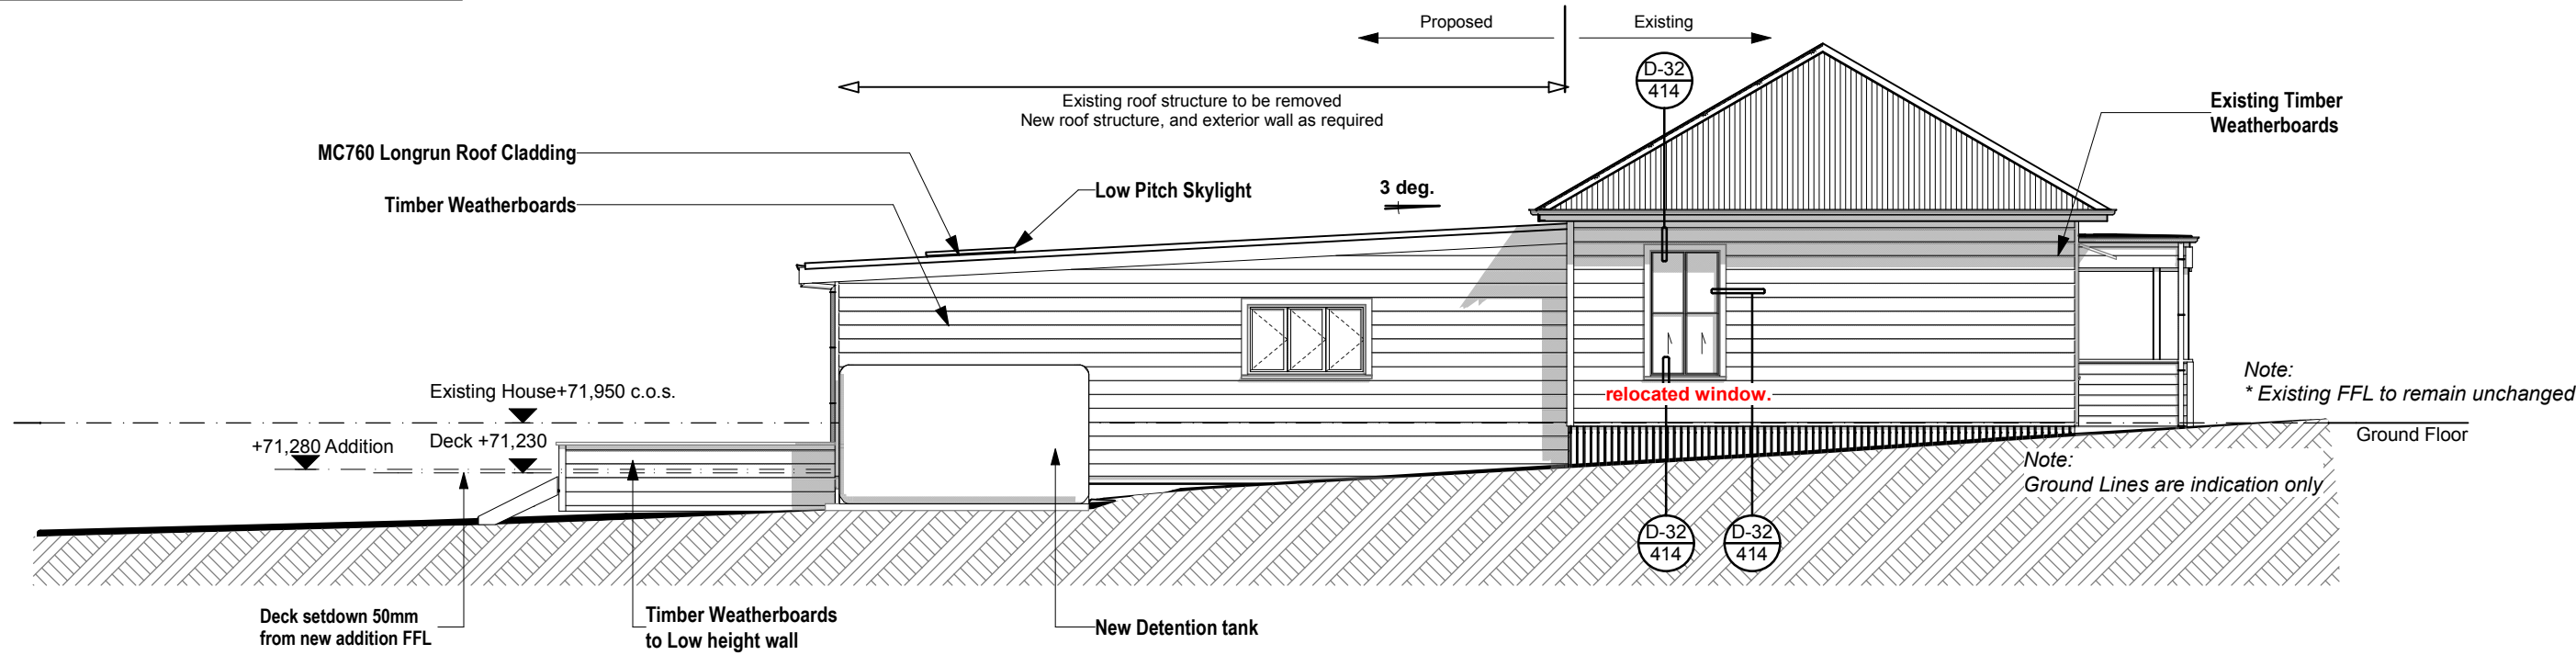 Proposed
Existing
D-32
414
Existing roof structure to be removed
New roof structure, and exterior wall as required
Existing Timber
Weatherboards
MC760 Longrun Roof Cladding
Low Pitch Skylight
3 deg.
Timber Weatherboards
Note:
* Existing FFL to remain unchanged
relocated window.
Existing House+71,950 c.o.s.
+71,280 Addition
Deck +71,230
Ground Floor
Note:
Ground Lines are indication only
D-32
414
D-32
414
Deck setdown 50mm
from new addition FFL
Timber Weatherboards
to Low height wall
New Detention tank